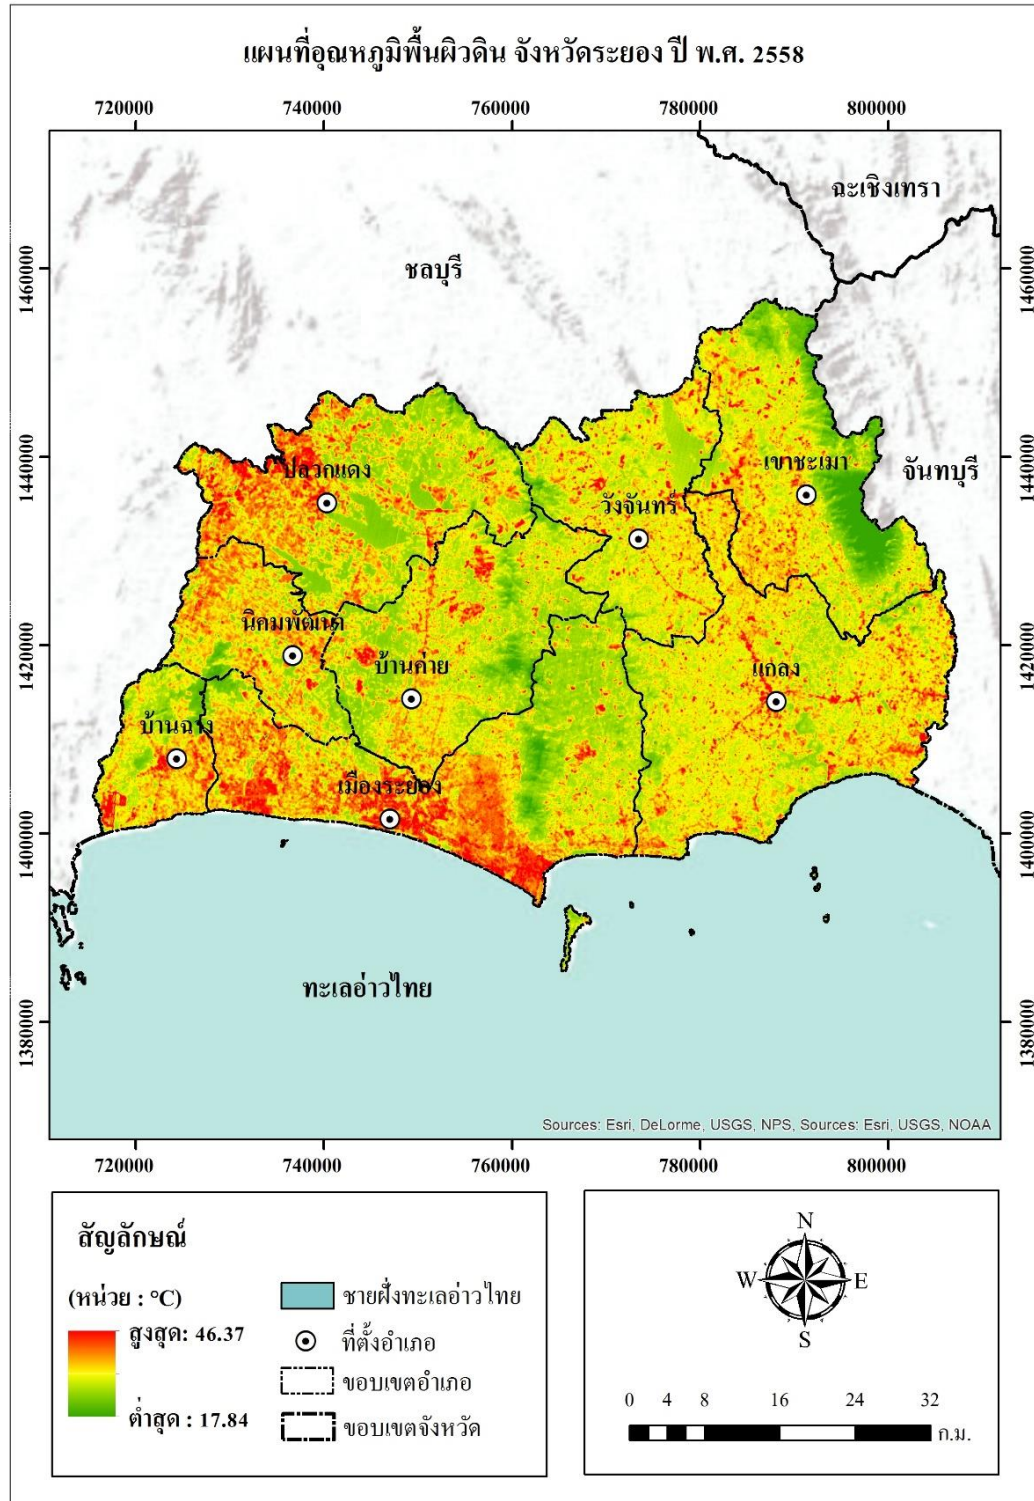 แผนที่อุณหภูมิพื้นผิวดิน จังหวัดระยอง ปี พ.ศ. 2558
720000 740000 760000 780000 800000
ฉะเชิงเทรา
ชลบุรี
1460000 1460000
1440000 1440000
ปลวกแดง
เขาชะเมา
จันทบุรี
วังจันทร์
นิคมพัฒนา
1420000 1420000
บ้านค่าย
แกลง
บ้านฉาง
เมืองระยอง
1400000 1400000
ทะเลอ่าวไทย
1380000 1380000
Sources: Esri, DeLorme, USGS, NPS, Sources: Esri, USGS, NOAA
720000 740000 760000 780000 800000
สัญลักษณ์
(หน่วย : °C)
สูงสุด: 46.37
ต่ำสุด : 17.84
ชายฝั่งทะเลอ่าวไทย
ที่ตั้งอำเภอ
ขอบเขตอำเภอ
ขอบเขตจังหวัด
N
W E
S
0 4 8 16 24 32
ก.ม.